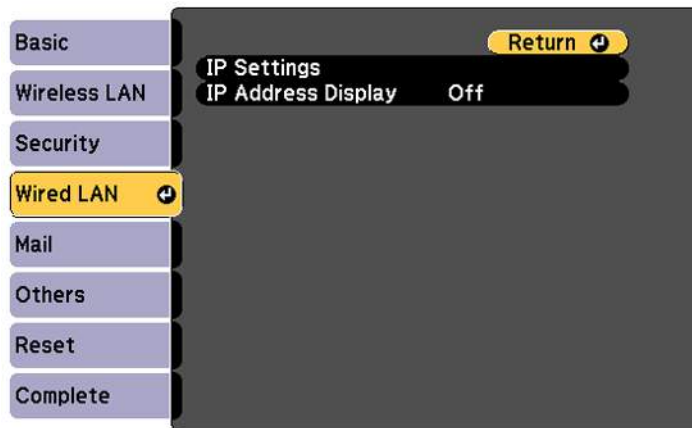 Basic
Wireless LAN
Security
Wired LAN
Mail
Others
Reset
Complete
Return
IP Settings
IP Address Display Off